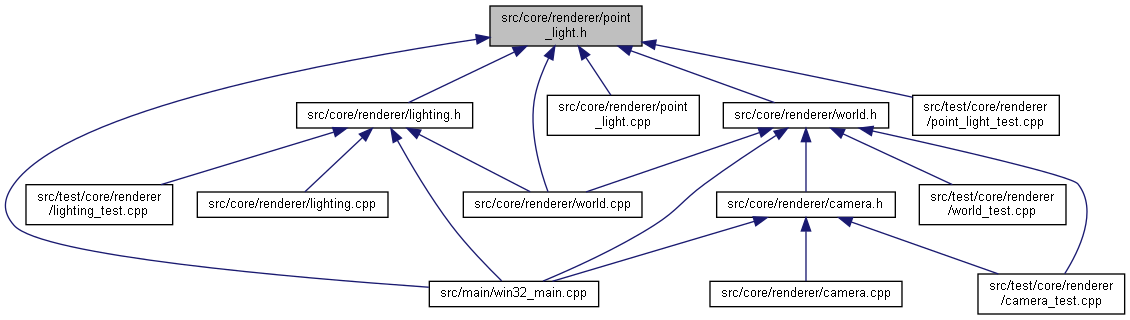 src/core/renderer/point
_light.h
src/core/renderer/lighting.h
src/core/renderer/point
_light.cpp
src/core/renderer/world.h
src/test/core/renderer
/point_light_test.cpp
src/test/core/renderer
/lighting_test.cpp
src/core/renderer/lighting.cpp
src/core/renderer/world.cpp
src/core/renderer/camera.h
src/test/core/renderer
/world_test.cpp
src/main/win32_main.cpp
src/core/renderer/camera.cpp
src/test/core/renderer
/camera_test.cpp